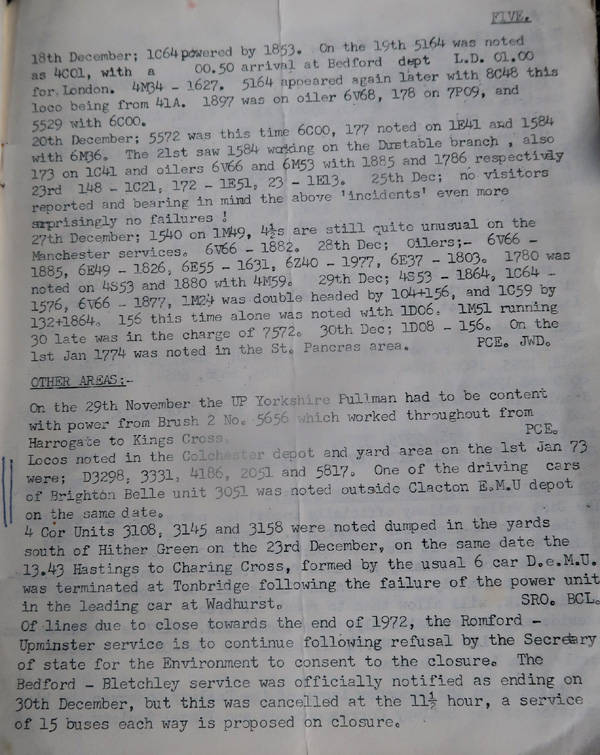 FIVE.
18th December; 1C64 powered by 1853. On the 19th 5164 was noted
as 4C01, with a 00.50 arrival at Bedford dept L.D. 01.00
for London. 4M34 - 1627. 5164 appeared again later with 8C48 this
loco being from 41A. 1897 was on oiler 6V68, 178 on 7P09, and
5529 with 6C00.
20th December; 5572 was this time 6C00, 177 noted on 1E41 and 1584
with 6M36. The 21st saw 1584 working on the Dunstable branch , also
173 on 1C41 and oilers 6V66 and 6M53 with 1885 and 1786 respectively
23rd 148 - 1C21, 172 - 1E51, 23 - 1E13. 25th Dec; no visitors
reported and bearing in mind the above 'incidents' even more
surprisingly no failures !
27th December; 1540 on 1M49, 4½s are still quite unusual on the
Manchester services. 6V66 - 1882. 28th Dec; Oilers;- 6V66 -
1885, 6E49 - 1826, 6E55 - 1631, 6Z40 - 1977, 6E37 - 1803. 1780 was
noted on 4S53 and 1880 with 4M59. 29th Dec; 4S53 - 1864, 1C64 -
1576, 6V66 - 1877, 1M24 was double headed by 104+156, and 1C59 by
132+1864. 156 this time alone was noted with 1D06. 1M51 running
30 late was in the charge of 7572. 30th Dec; 1D08 - 156. On the
1st Jan 1774 was noted in the St. Pancras area. PCE. JWD.
OTHER AREAS;-
On the 29th November the UP Yorkshire Pullman had to be content
with power from Brush 2 No. 5656 which worked throughout from
Harrogate to Kings Cross. PCE.
Locos noted in the Colchester depot and yard area on the 1st Jan 73
were; D3298, 3331, 4186, 2051 and 5817. One of the driving cars
of Brighton Belle unit 3051 was noted outside Clacton E.M.U depot
on the same date.
4 Cor Units 3108, 3145 and 3158 were noted dumped in the yards
south of Hither Green on the 23rd December, on the same date the
13.43 Hastings to Charing Cross, formed by the usual 6 car D.e.M.U.
was terminated at Tonbridge following the failure of the power unit
in the leading car at Wadhurst. SRO. BCL.
Of lines due to close towards the end of 1972, the Romford -
Upminster service is to continue following refusal by the Secretary
of state for the Environment to consent to the closure. The
Bedford - Bletchley service was officially notified as ending on
30th December, but this was cancelled at the 11½ hour, a service
of 15 buses each way is proposed on closure.